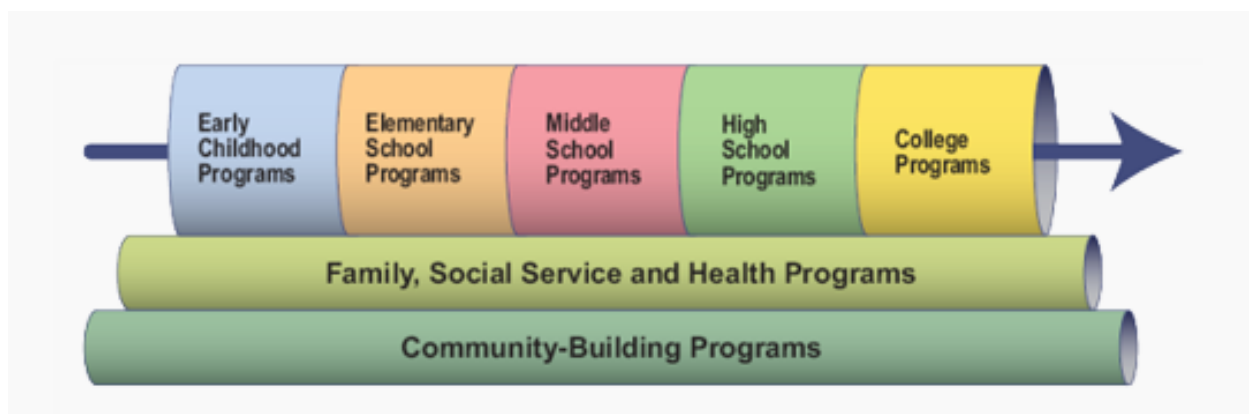 Early
Childhood
Programs
Elementary
School
Programs
Middle
School
Programs
High
School
Programs
College
Programs
Family, Social Service and Health Programs
Community-Building Programs